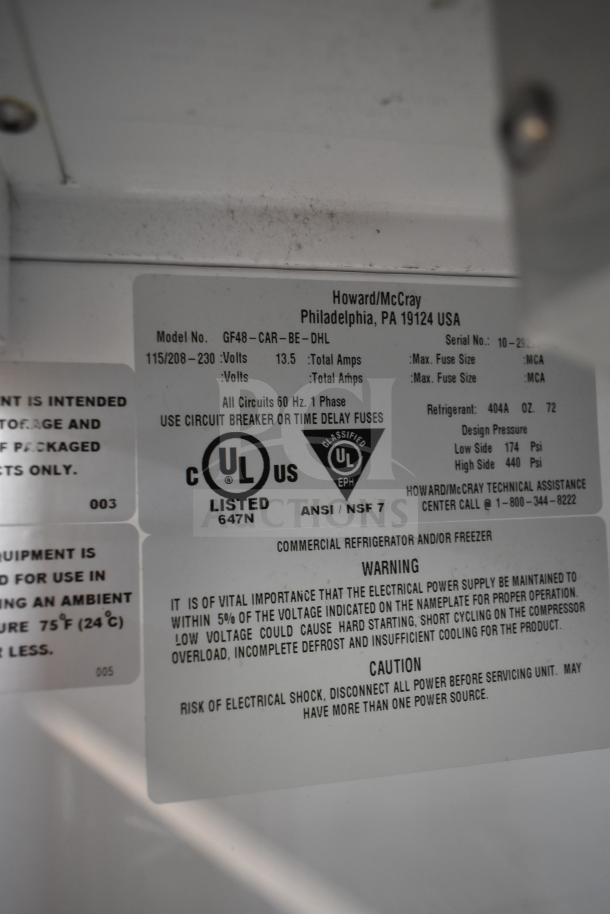 Howard/McCray
Philadelphia, PA 19124 USA
Model No. GF48-CAR-BE-DHL Serial No.: 10-29
115/208-230 :Volts 13.5 :Total Amps :Max. Fuse Size :MCA
:Volts :Total Amps :Max. Fuse Size :MCA
All Circuits 60 Hz. 1 Phase
USE CIRCUIT BREAKER OR TIME DELAY FUSES
Refrigerant: 404A OZ. 72
Design Pressure
Low Side 174 Psi
High Side 440 Psi
C UL ® US
LISTED
647N
CLASSIFIED
UL
EPH
ANSI / NSF 7
HOWARD/McCRAY TECHNICAL ASSISTANCE
CENTER CALL @ 1-800-344-8222
COMMERCIAL REFRIGERATOR AND/OR FREEZER
WARNING
IT IS OF VITAL IMPORTANCE THAT THE ELECTRICAL POWER SUPPLY BE MAINTAINED TO
WITHIN 5% OF THE VOLTAGE INDICATED ON THE NAMEPLATE FOR PROPER OPERATION.
LOW VOLTAGE COULD CAUSE HARD STARTING, SHORT CYCLING ON THE COMPRESSOR
OVERLOAD, INCOMPLETE DEFROST AND INSUFFICIENT COOLING FOR THE PRODUCT.
CAUTION
RISK OF ELECTRICAL SHOCK, DISCONNECT ALL POWER BEFORE SERVICING UNIT. MAY
HAVE MORE THAN ONE POWER SOURCE.
NT IS INTENDED
TORAGE AND
F PACKAGED
CTS ONLY.
003
UIPMENT IS
D FOR USE IN
ING AN AMBIENT
URE 75°F (24°C)
R LESS.
005
PCI
AUCTIONS